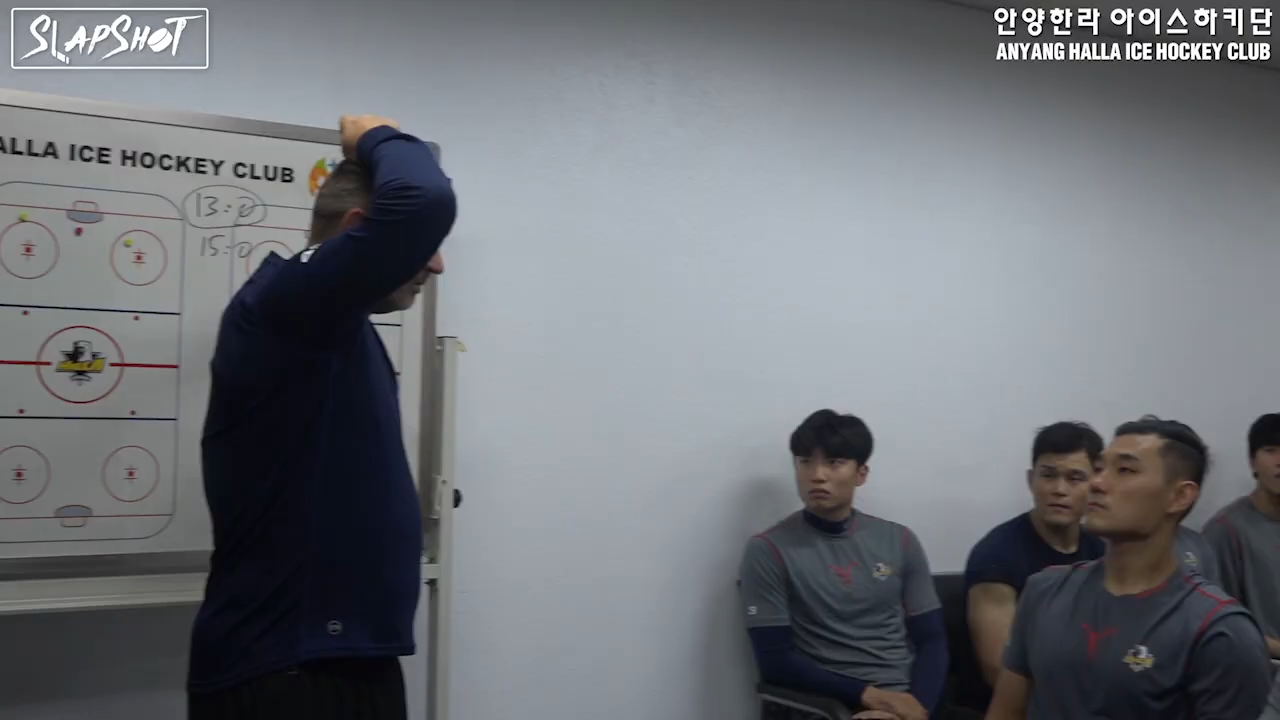 SLAPSHOT
안양한라 아이스하키단
ANYANG HALLA ICE HOCKEY CLUB
ALLA ICE HOCKEY CLUB
13:0
15:0